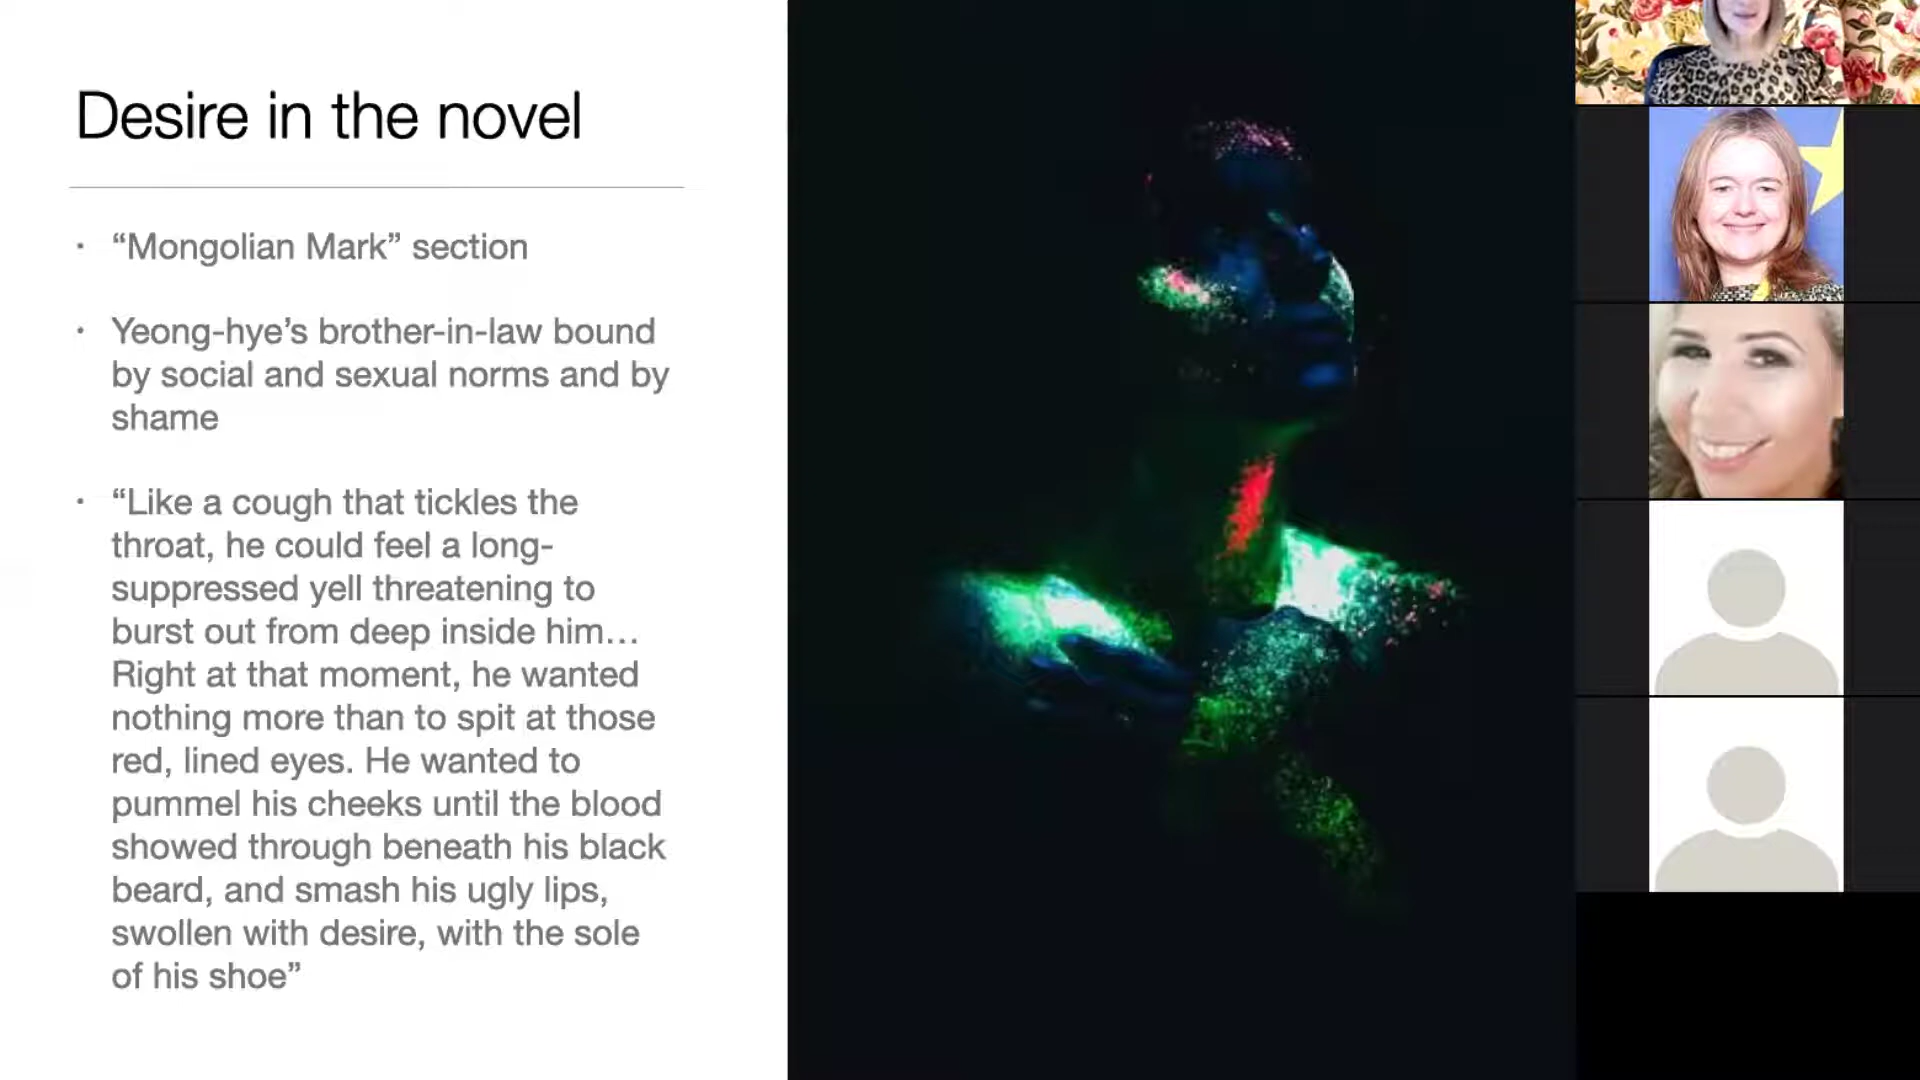 Desire in the novel
• “Mongolian Mark” section
• Yeong-hye’s brother-in-law bound
by social and sexual norms and by
shame
• “Like a cough that tickles the
throat, he could feel a long-
suppressed yell threatening to
burst out from deep inside him…
Right at that moment, he wanted
nothing more than to spit at those
red, lined eyes. He wanted to
pummel his cheeks until the blood
showed through beneath his black
beard, and smash his ugly lips,
swollen with desire, with the sole
of his shoe”